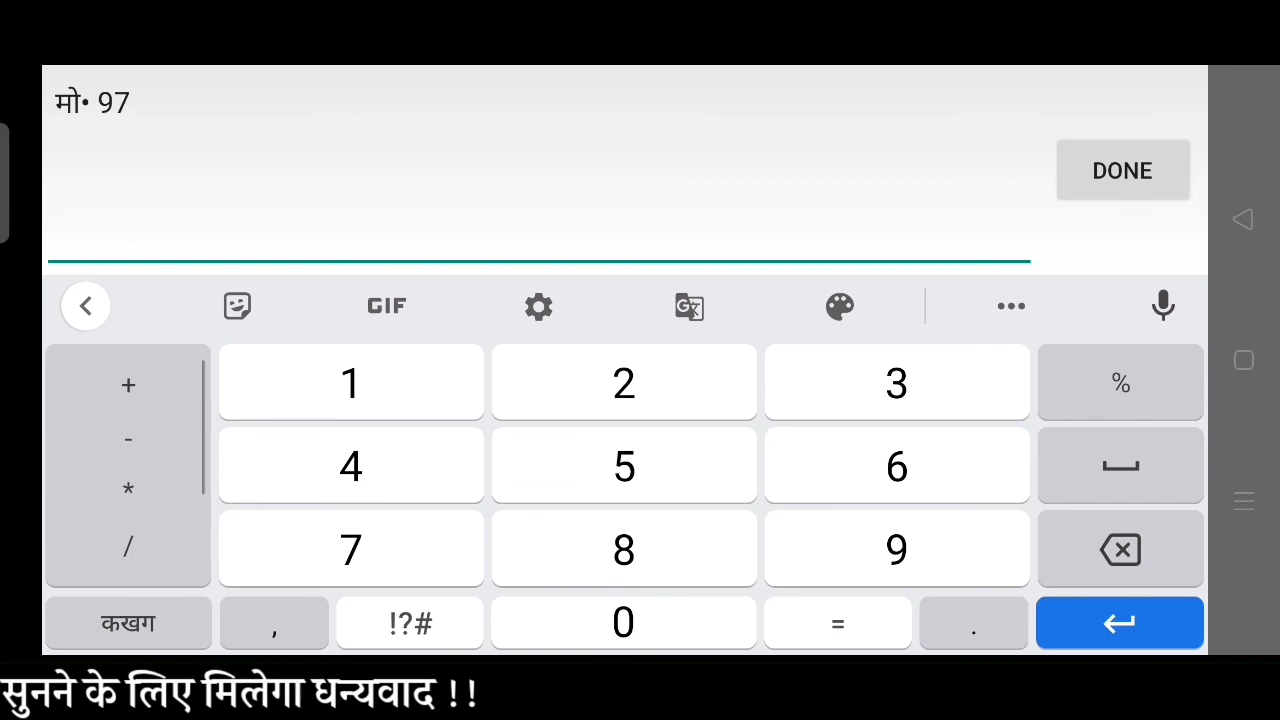 मो• 97
DONE
GIF
+ 1 2 3 %
- 4 5 6
*
/ 7 8 9
कखग , !?# 0 = .
सुनने के लिए मिलेगा धन्यवाद !!